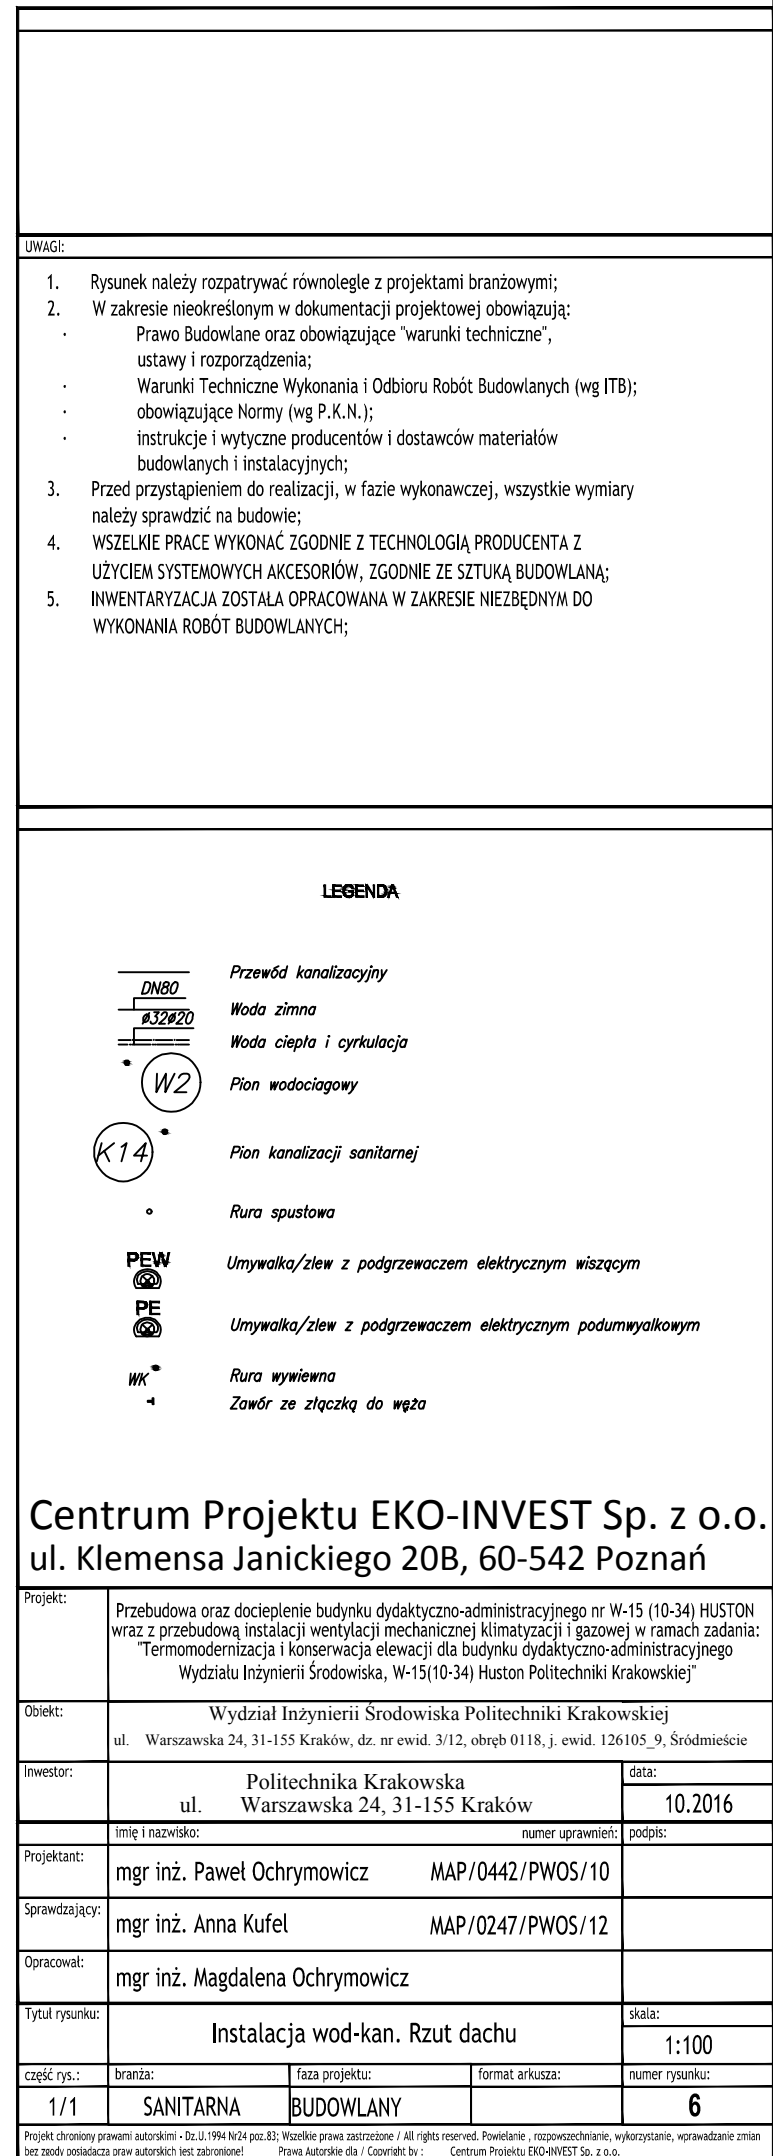 UWAGI:
1. Rysunek należy rozpatrywać równolegle z projektami branżowymi;
2. W zakresie nieokreślonym w dokumentacji projektowej obowiązują:
· Prawo Budowlane oraz obowiązujące "warunki techniczne",
ustawy i rozporządzenia;
· Warunki Techniczne Wykonania i Odbioru Robót Budowlanych (wg ITB);
· obowiązujące Normy (wg P.K.N.);
· instrukcje i wytyczne producentów i dostawców materiałów
budowlanych i instalacyjnych;
3. Przed przystąpieniem do realizacji, w fazie wykonawczej, wszystkie wymiary
należy sprawdzić na budowie;
4. WSZELKIE PRACE WYKONAĆ ZGODNIE Z TECHNOLOGIĄ PRODUCENTA Z
UŻYCIEM SYSTEMOWYCH AKCESORIÓW, ZGODNIE ZE SZTUKĄ BUDOWLANĄ;
5. INWENTARYZACJA ZOSTAŁA OPRACOWANA W ZAKRESIE NIEZBĘDNYM DO
WYKONANIA ROBÓT BUDOWLANYCH;
LEGENDA
Przewód kanalizacyjny
DN80
Woda zimna
ø32ø20
Woda ciepła i cyrkulacja
W2 Pion wodociagowy
K14 Pion kanalizacji sanitarnej
Rura spustowa
PEW
Umywalka/zlew z podgrzewaczem elektrycznym wiszącym
PE
Umywalka/zlew z podgrzewaczem elektrycznym podumwyalkowym
WK Rura wywiewna
Zawór ze złączką do węża
Centrum Projektu EKO-INVEST Sp. z o.o.
ul. Klemensa Janickiego 20B, 60-542 Poznań
Projekt:
Przebudowa oraz docieplenie budynku dydaktyczno-administracyjnego nr W-15 (10-34) HUSTON
wraz z przebudową instalacji wentylacji mechanicznej klimatyzacji i gazowej w ramach zadania:
"Termomodernizacja i konserwacja elewacji dla budynku dydaktyczno-administracyjnego
Wydziału Inżynierii Środowiska, W-15(10-34) Huston Politechniki Krakowskiej"
Obiekt:
Wydział Inżynierii Środowiska Politechniki Krakowskiej
ul. Warszawska 24, 31-155 Kraków, dz. nr ewid. 3/12, obręb 0118, j. ewid. 126105_9, Śródmieście
Inwestor:
Politechnika Krakowska
ul. Warszawska 24, 31-155 Kraków
data:
10.2016
imię i nazwisko: numer uprawnień: podpis:
Projektant:
mgr inż. Paweł Ochrymowicz MAP/0442/PWOS/10
Sprawdzający:
mgr inż. Anna Kufel MAP/0247/PWOS/12
Opracował:
mgr inż. Magdalena Ochrymowicz
Tytuł rysunku:
Instalacja wod-kan. Rzut dachu
skala:
1:100
część rys.: branża: faza projektu: format arkusza: numer rysunku:
1/1 SANITARNA BUDOWLANY 6
Projekt chroniony prawami autorskimi - Dz.U.1994 Nr24 poz.83; Wszelkie prawa zastrzeżone / All rights reserved. Powielanie , rozpowszechnianie, wykorzystanie, wprawadzanie zmian
bez zgody posiadacza praw autorskich jest zabronione! Prawa Autorskie dla / Copyright by : Centrum Projektu EKO-INVEST Sp. z o.o.